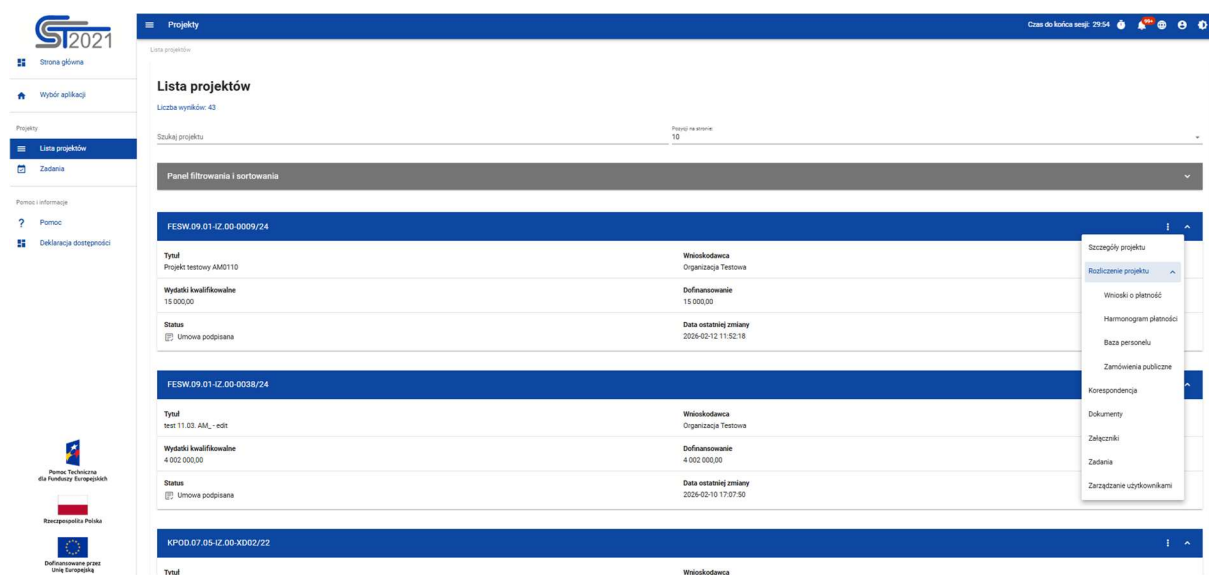 ST2021
Strona główna
Wybór aplikacji
Projekty
Lista projektów
Zadania
Pomoc i informacje
? Pomoc
Deklaracja dostępności
Pomoc Techniczna
dla Funduszy Europejskich
Rzeczpospolita Polska
Dofinansowane przez
Unię Europejską
Projekty
Czas do końca sesji: 29:54
99+
Lista projektów
Lista projektów
Liczba wyników: 43
Szukaj projektu
Pozycji na stronie:
10
Panel filtrowania i sortowania
FESW.09.01-IZ.00-0009/24
Tytuł
Projekt testowy AM0110
Wnioskodawca
Organizacja Testowa
Wydatki kwalifikowalne
15 000,00
Dofinansowanie
15 000,00
Status
Umowa podpisana
Data ostatniej zmiany
2026-02-12 11:52:18
Szczegóły projektu
Rozliczenie projektu
Wnioski o płatność
Harmonogram płatności
Baza personelu
Zamówienia publiczne
Korespondencja
Dokumenty
Załączniki
Zadania
Zarządzanie użytkownikami
FESW.09.01-IZ.00-0038/24
Tytuł
test 11.03. AM_ - edit
Wnioskodawca
Organizacja Testowa
Wydatki kwalifikowalne
4 002 000,00
Dofinansowanie
4 002 000,00
Status
Umowa podpisana
Data ostatniej zmiany
2026-02-10 17:07:50
KPOD.07.05-IZ.00-XD02/22
Tytuł
Wnioskodawca